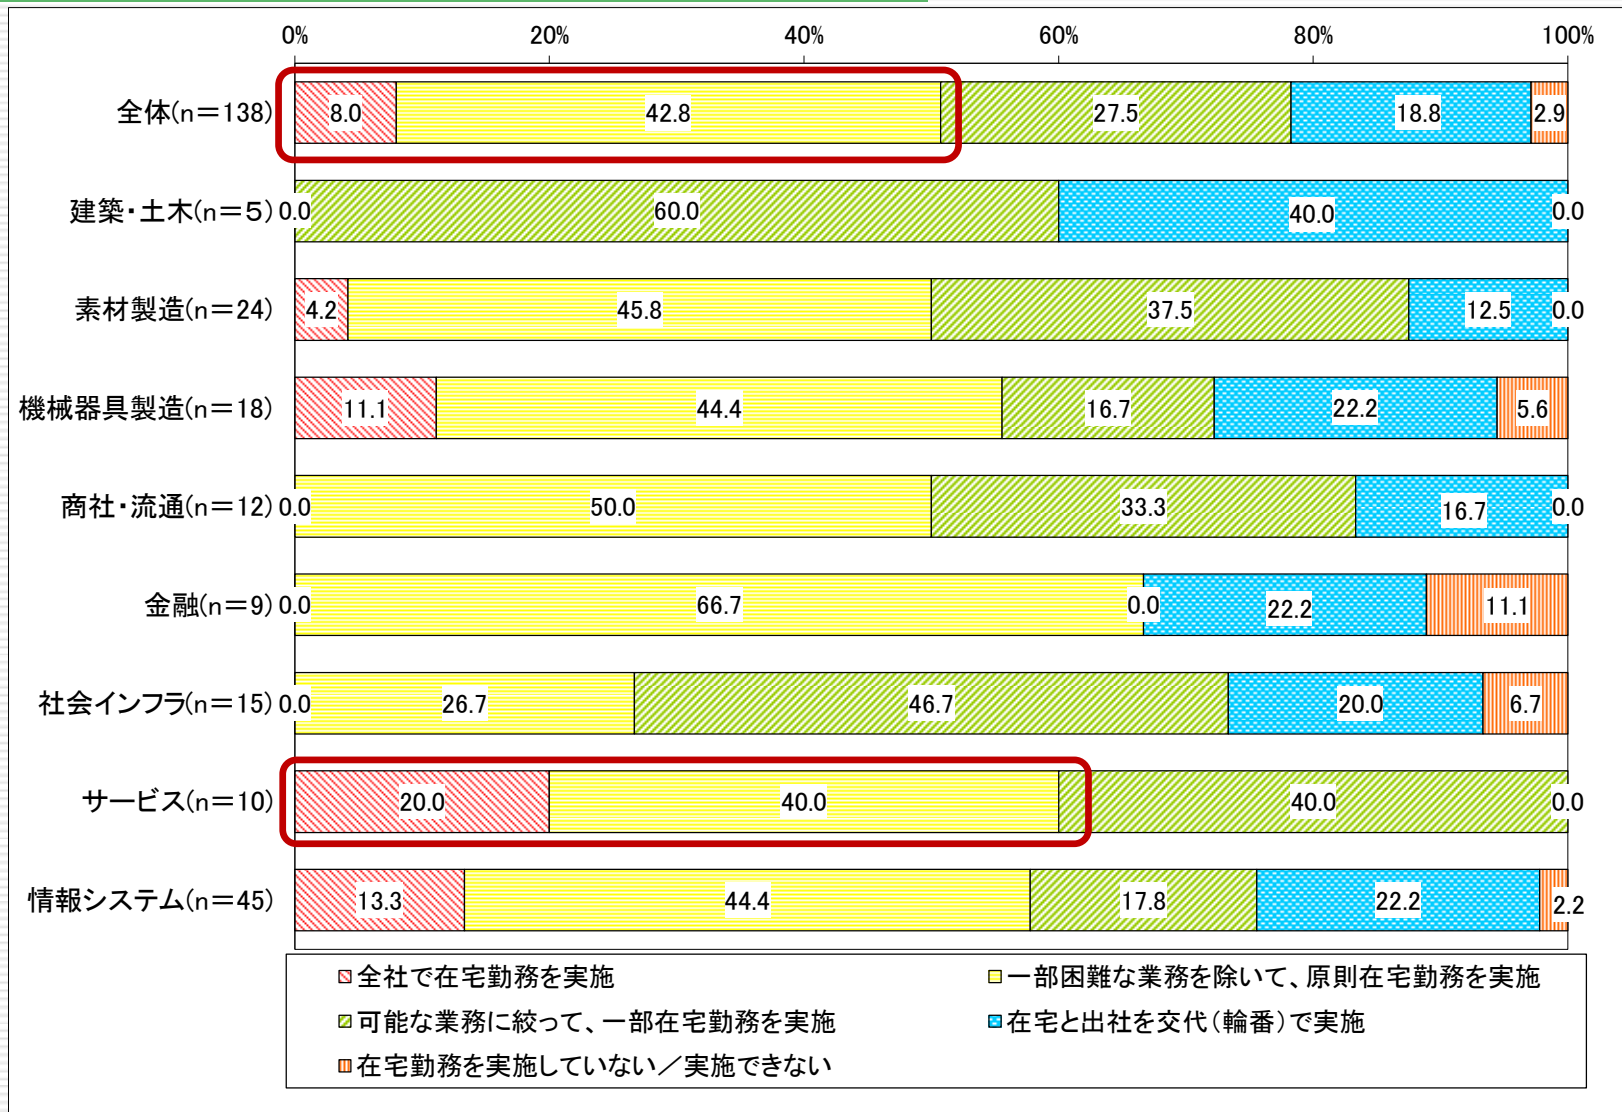 0% 20% 40% 60% 80% 100%
全体(n＝138) 8.0 42.8 27.5 18.8 2.9
建築・土木(n＝5) 0.0 60.0 40.0 0.0
素材製造(n＝24) 4.2 45.8 37.5 12.5 0.0
機械器具製造(n＝18) 11.1 44.4 16.7 22.2 5.6
商社・流通(n＝12) 0.0 50.0 33.3 16.7 0.0
金融(n＝9) 0.0 66.7 0.0 22.2 11.1
社会インフラ(n＝15) 0.0 26.7 46.7 20.0 6.7
サービス(n＝10) 20.0 40.0 40.0 0.0
情報システム(n＝45) 13.3 44.4 17.8 22.2 2.2
全社で在宅勤務を実施 一部困難な業務を除いて、原則在宅勤務を実施
可能な業務に絞って、一部在宅勤務を実施 在宅と出社を交代（輪番）で実施
在宅勤務を実施していない／実施できない